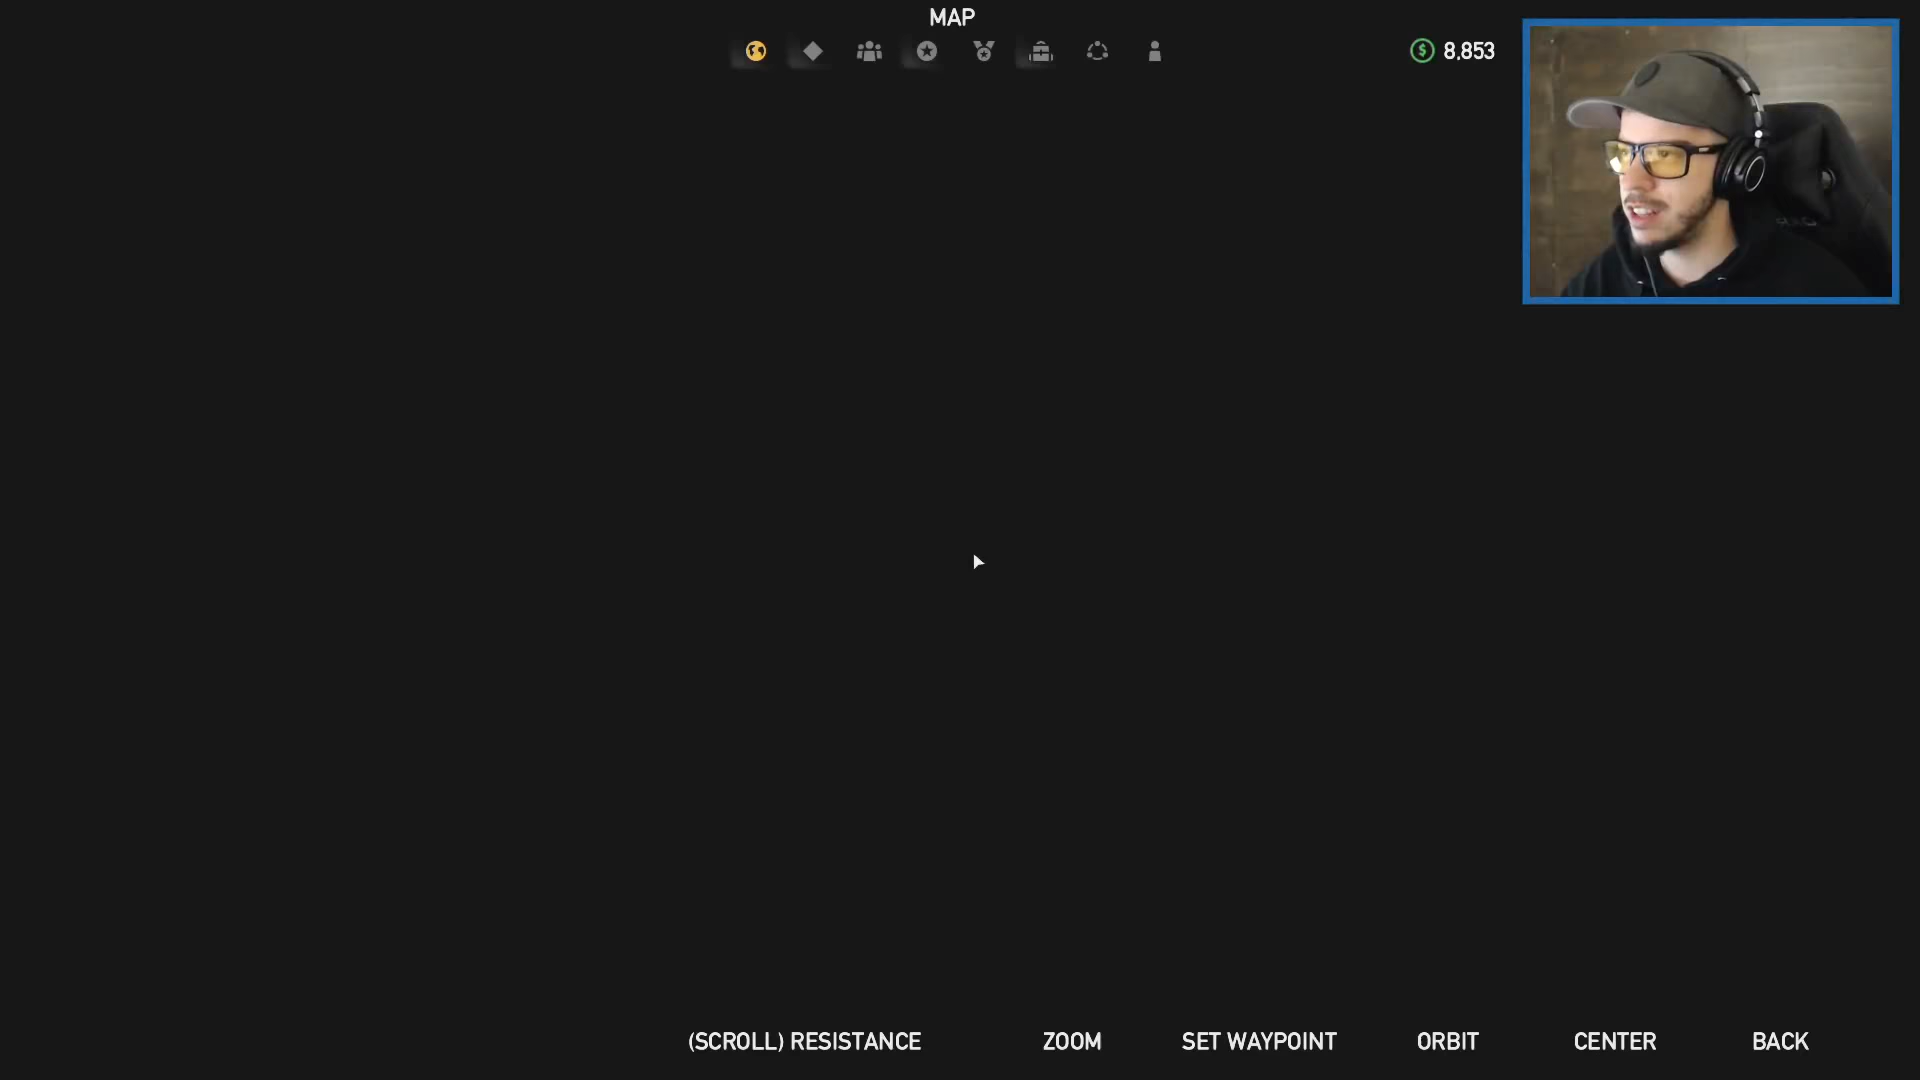 MAP
8,853
(SCROLL) RESISTANCE
ZOOM
SET WAYPOINT
ORBIT
CENTER
BACK